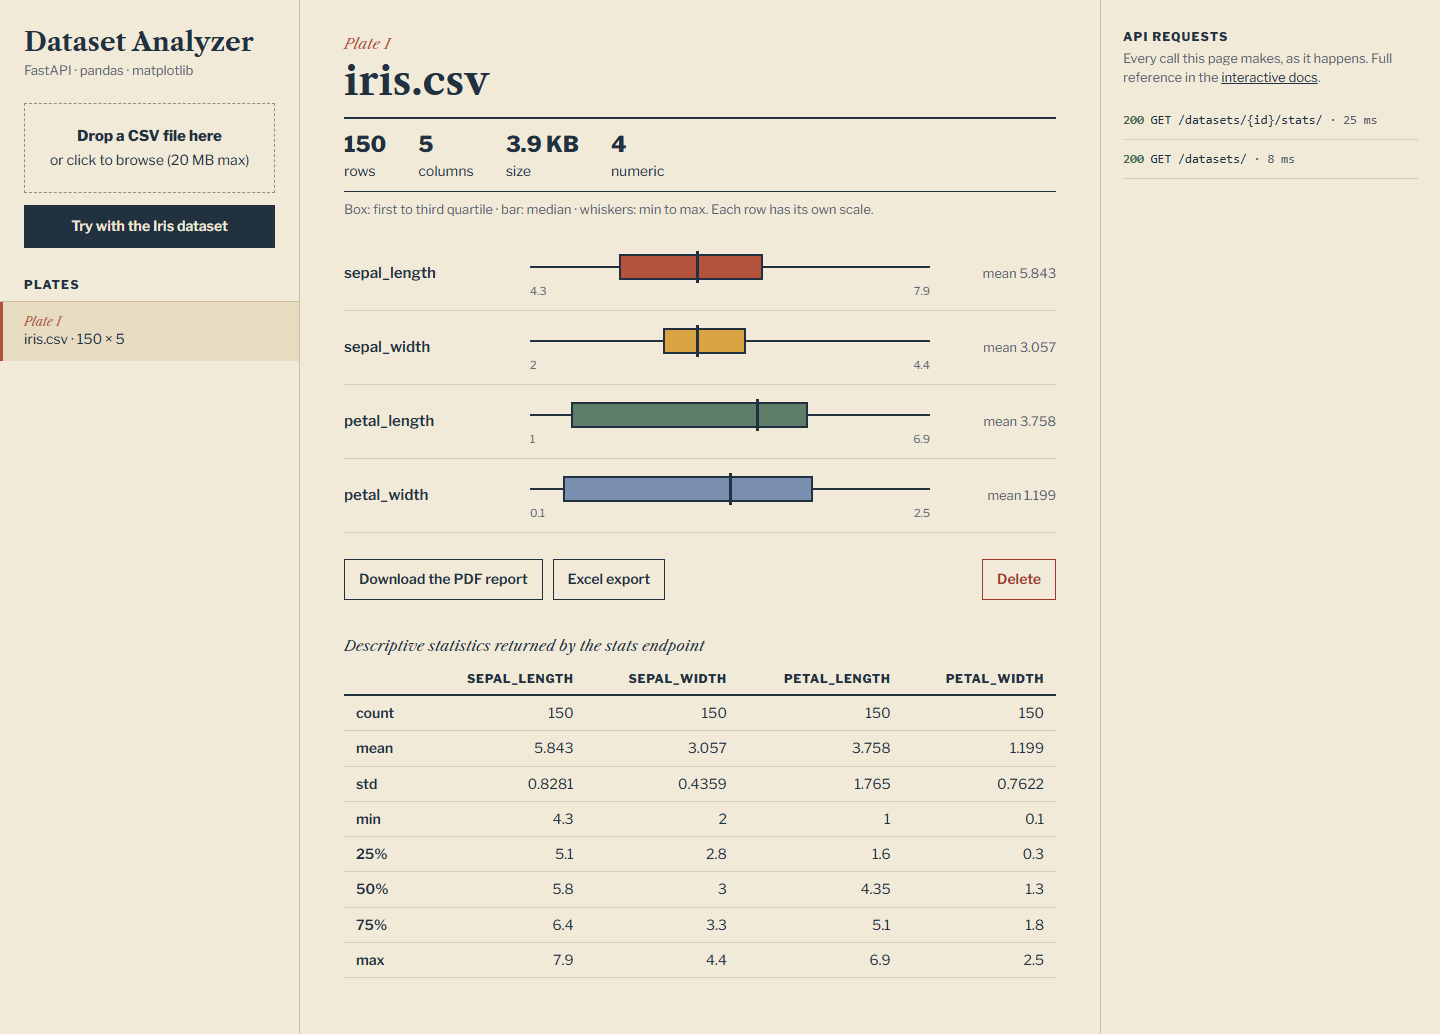 Dataset Analyzer
FastAPI · pandas · matplotlib
Drop a CSV file here
or click to browse (20 MB max)
Try with the Iris dataset
PLATES
Plate I
iris.csv · 150 × 5
Plate I
iris.csv
150 5 3.9 KB 4
rows columns size numeric
Box: first to third quartile · bar: median · whiskers: min to max. Each row has its own scale.
sepal_length mean 5.843
4.3 7.9
sepal_width mean 3.057
2 4.4
petal_length mean 3.758
1 6.9
petal_width mean 1.199
0.1 2.5
Download the PDF report Excel export Delete
Descriptive statistics returned by the stats endpoint
SEPAL_LENGTH SEPAL_WIDTH PETAL_LENGTH PETAL_WIDTH
count 150 150 150 150
mean 5.843 3.057 3.758 1.199
std 0.8281 0.4359 1.765 0.7622
min 4.3 2 1 0.1
25% 5.1 2.8 1.6 0.3
50% 5.8 3 4.35 1.3
75% 6.4 3.3 5.1 1.8
max 7.9 4.4 6.9 2.5
API REQUESTS
Every call this page makes, as it happens. Full
reference in the interactive docs.
200 GET /datasets/{id}/stats/ · 25 ms
200 GET /datasets/ · 8 ms